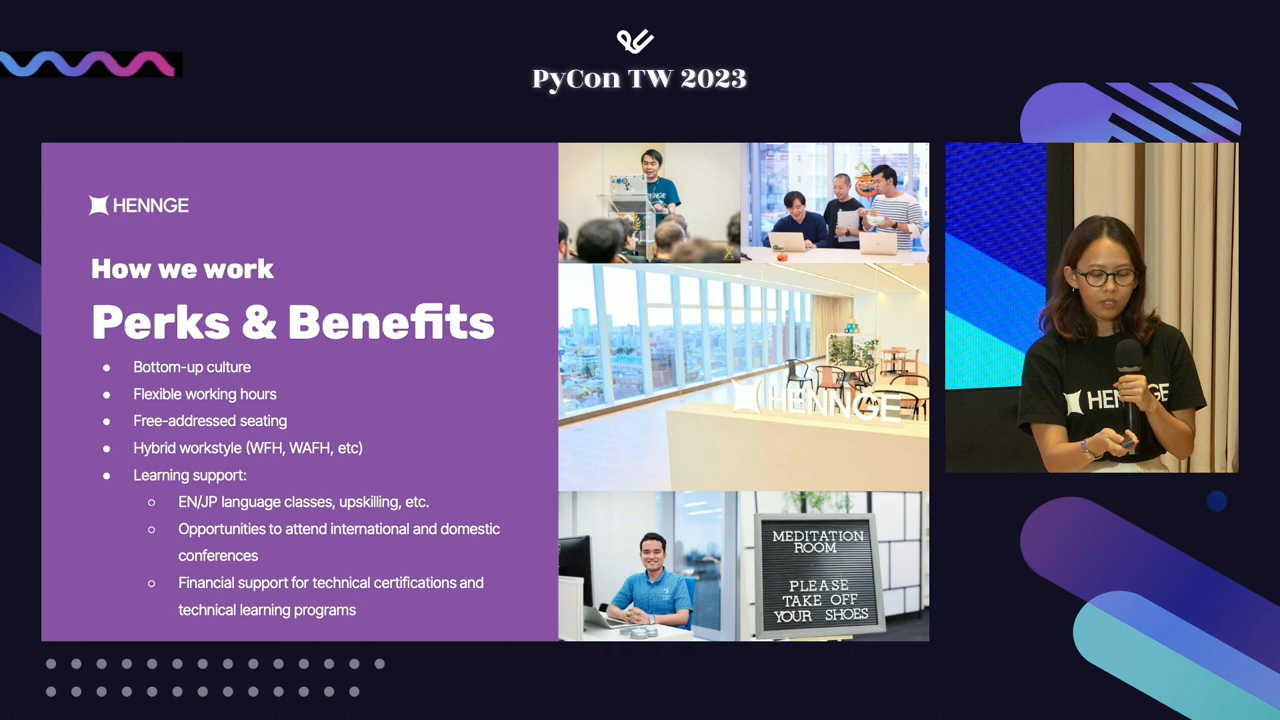 PyCon TW 2023
HENNGE
How we work
Perks & Benefits
Bottom-up culture
Flexible working hours
Free-addressed seating
Hybrid workstyle (WFH, WAFH, etc)
Learning support:
EN/JP language classes, upskilling, etc.
Opportunities to attend international and domestic
conferences
Financial support for technical certifications and
technical learning programs
HENNGE
MEDITATION
ROOM
PLEASE
TAKE OFF
YOUR SHOES